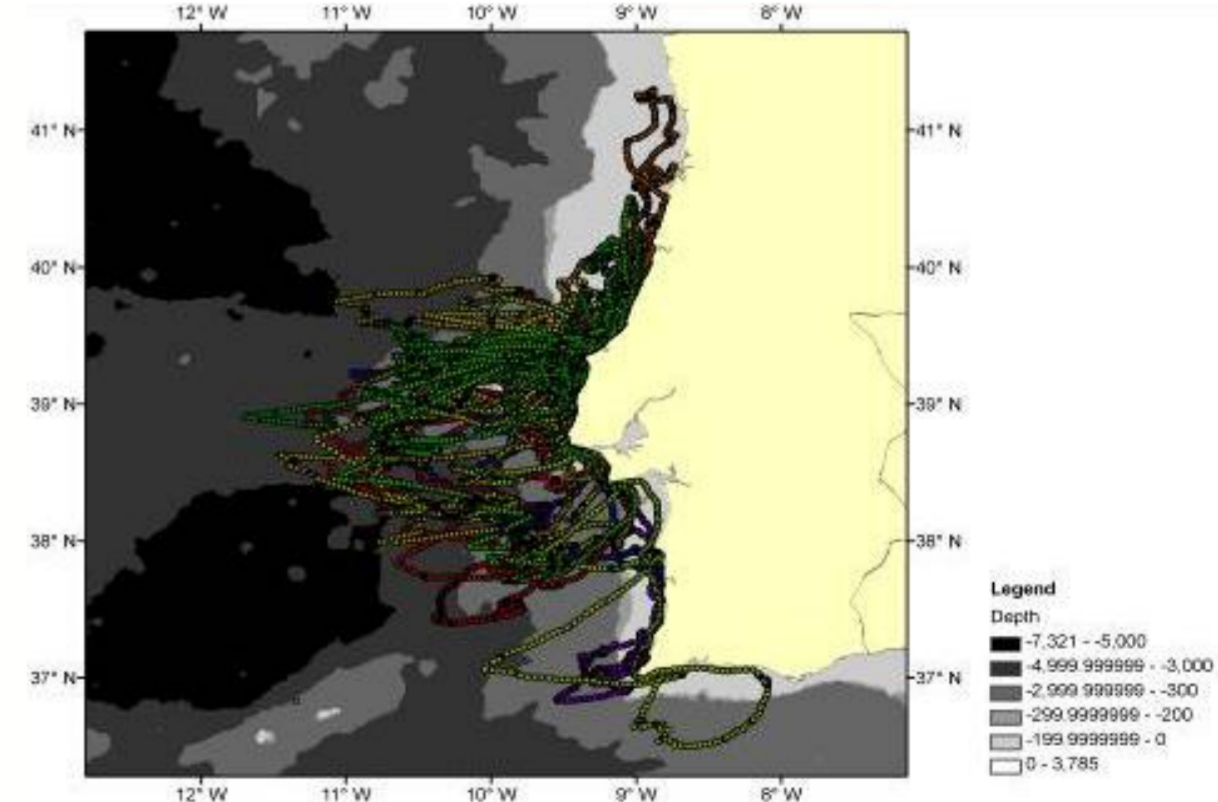 12° W 11° W 10° W 9° W 8° W
41° N 41° N
40° N 40° N
39° N 39° N
38° N 38° N
37° N 37° N
12° W 11° W 10° W 9° W 8° W
Legend
Depth
-7,321 - -5,000
-4,999.999999 - -3,000
-2,999.999999 - -300
-299.9999999 - -200
-199.9999999 - 0
0 - 3,785